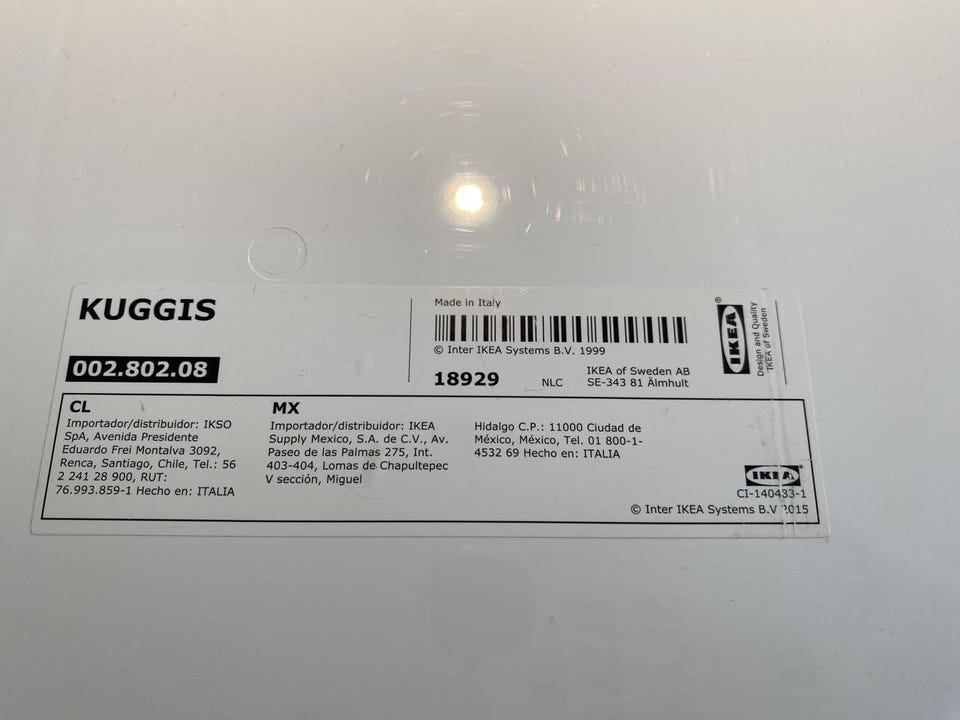 KUGGIS
002.802.08
Made in Italy
© Inter IKEA Systems B.V. 1999
18929
NLC
IKEA of Sweden AB
SE-343 81 Älmhult
IKEA®
Design and Quality
IKEA of Sweden
CL
Importador/distribuidor: IKSO
SpA, Avenida Presidente
Eduardo Frei Montalva 3092,
Renca, Santiago, Chile, Tel.: 56
2 241 28 900, RUT:
76.993.859-1 Hecho en: ITALIA
MX
Importador/distribuidor: IKEA
Supply Mexico, S.A. de C.V., Av.
Paseo de las Palmas 275, Int.
403-404, Lomas de Chapultepec
V sección, Miguel
Hidalgo C.P.: 11000 Ciudad de
México, México, Tel. 01 800-1-
4532 69 Hecho en: ITALIA
IKEA
CI-140433-1
© Inter IKEA Systems B.V 2015